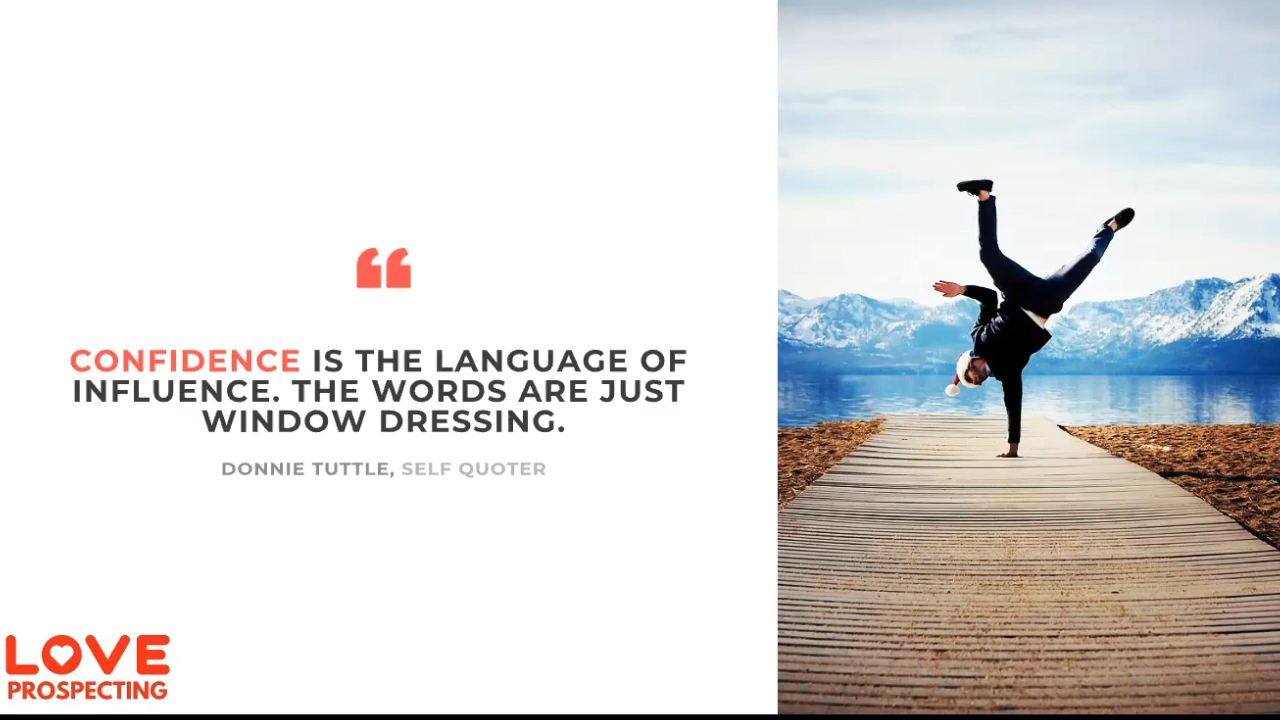 ❝
CONFIDENCE IS THE LANGUAGE OF
INFLUENCE. THE WORDS ARE JUST
WINDOW DRESSING.
DONNIE TUTTLE, SELF QUOTER
LOVE
PROSPECTING